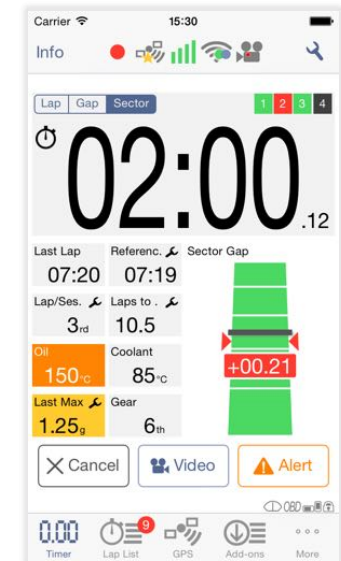 Carrier 15:30
Info
Lap Gap Sector 1 2 3 4
02:00.12
Last Lap Referenc. Sector Gap
07:20 07:19
Lap/Ses. Laps to .
3rd 10.5
Oil Coolant
150°C 85°C +00.21
Last Max Gear
1.25g 6th
Cancel Video Alert
OBD
0.00 9
Timer Lap List GPS Add-ons More